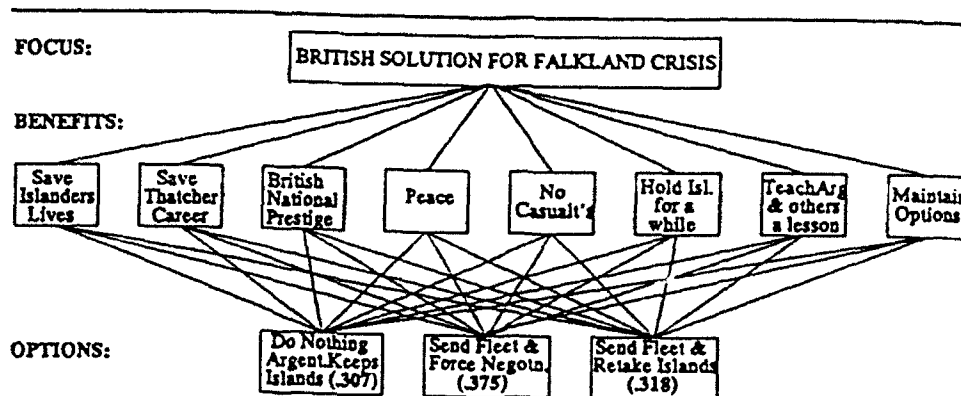 FOCUS:
BRITISH SOLUTION FOR FALKLAND CRISIS
BENEFITS:
Save
Islanders
Lives
Save
Thatcher
Career
British
National
Prestige
Peace
No
Casualt's
Hold Isl.
for a
while
TeachArg
& others
a lesson
Maintain
Options
OPTIONS:
Do Nothing
Argent.Keeps
Islands (.307)
Send Fleet &
Force Negotn.
(.375)
Send Fleet &
Retake Islands
(.318)